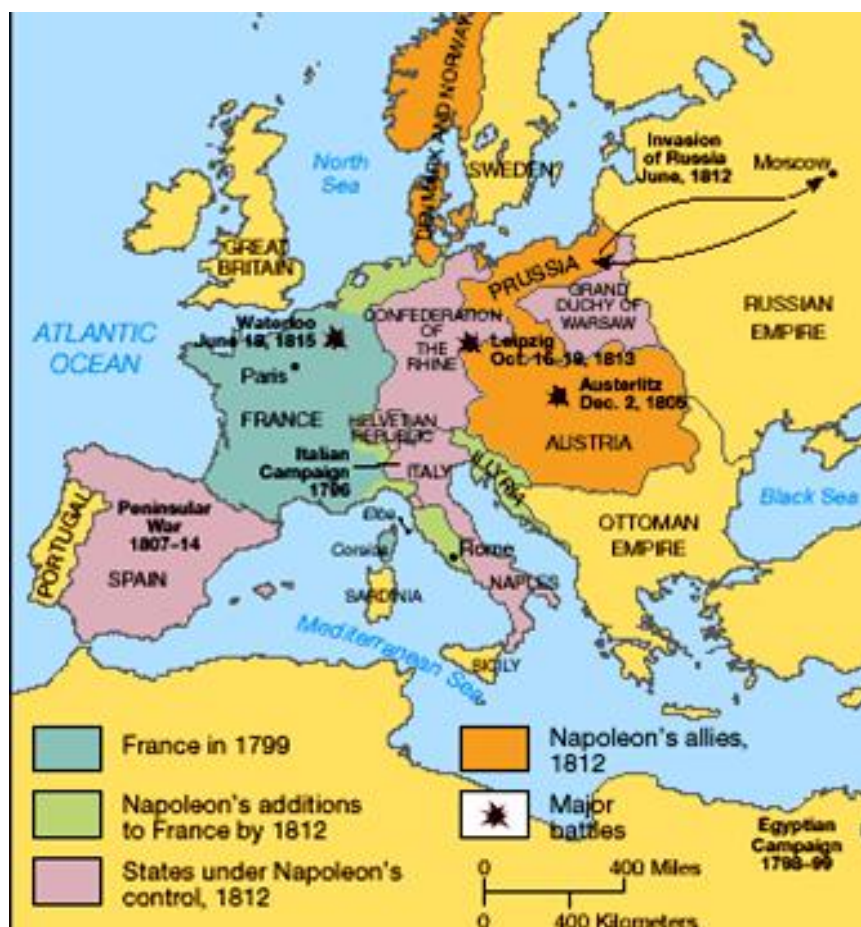 DENMARK AND NORWAY
North
Sea
SWEDEN
Invasion
of Russia
June, 1812
Moscow
GREAT
BRITAIN
PRUSSIA
GRAND
DUCHY OF
WARSAW
RUSSIAN
EMPIRE
ATLANTIC
OCEAN
Waterloo
June 18, 1815
CONFEDERATION
OF
THE
RHINE
Leipzig
Oct. 16-19, 1813
Paris
Austerlitz
Dec. 2, 1805
FRANCE
HELVETIAN
REPUBLIC
AUSTRIA
Italian
Campaign
1796
ITALY
ILLYRIA
Black Sea
PORTUGAL
Peninsular
War
1807-14
SPAIN
Elba
Corsica
Rome
OTTOMAN
EMPIRE
NAPLES
SARDINIA
Mediterranean Sea
SICILY
France in 1799
Napoleon's additions
to France by 1812
States under Napoleon's
control, 1812
Napoleon's allies,
1812
Major
battles
Egyptian
Campaign
1798-99
0 400 Miles
0 400 Kilometers